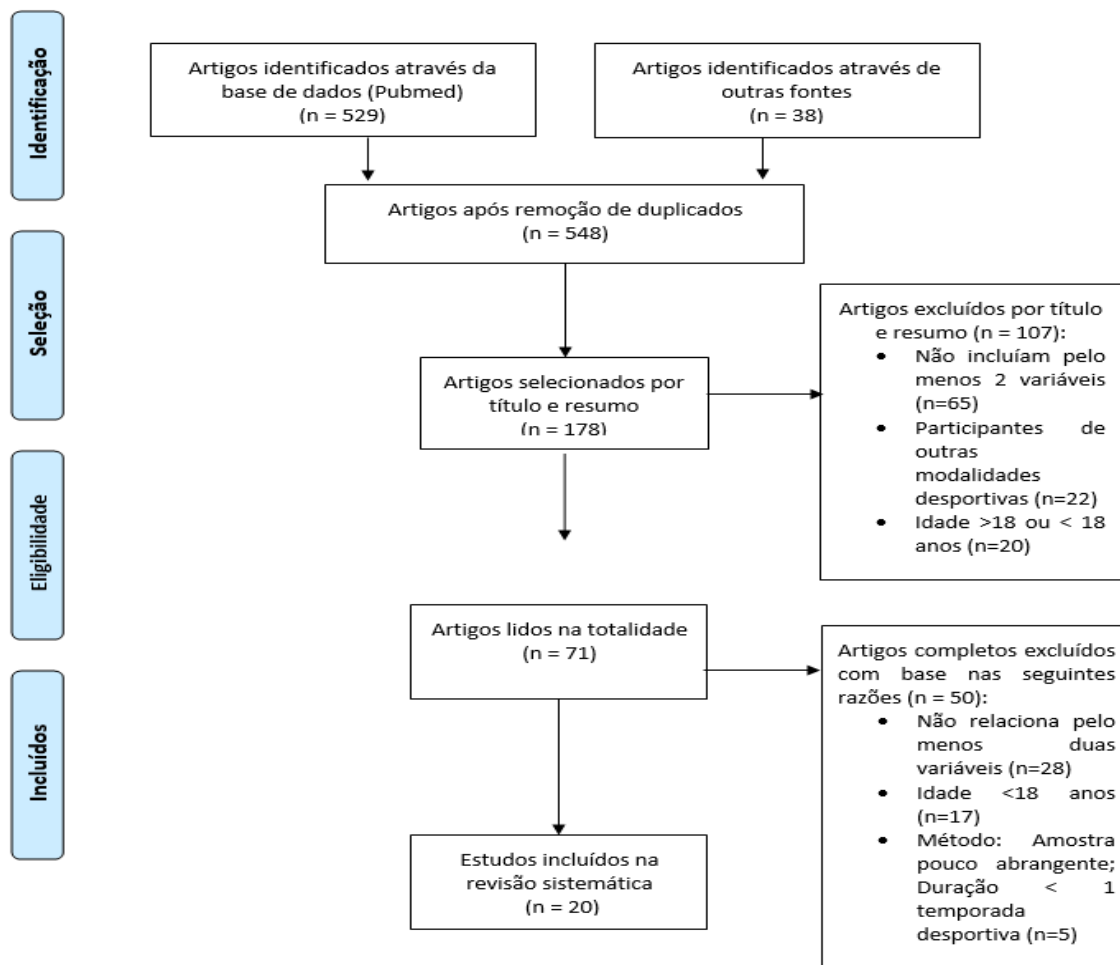 Identificação
Artigos identificados através da
base de dados (Pubmed)
(n = 529)
Artigos identificados através de
outras fontes
(n = 38)
Artigos após remoção de duplicados
(n = 548)
Seleção
Artigos selecionados por
título e resumo
(n = 178)
Artigos excluídos por título
e resumo (n = 107):
• Não incluíam pelo
menos 2 variáveis
(n=65)
• Participantes de
outras
modalidades
desportivas (n=22)
• Idade >18 ou < 18
anos (n=20)
Eligibilidade
Artigos lidos na totalidade
(n = 71)
Artigos completos excluídos
com base nas seguintes
razões (n = 50):
• Não relaciona pelo
menos duas
variáveis (n=28)
• Idade <18 anos
(n=17)
• Método: Amostra
pouco abrangente;
Duração < 1
temporada
desportiva (n=5)
Incluídos
Estudos incluídos na
revisão sistemática
(n = 20)